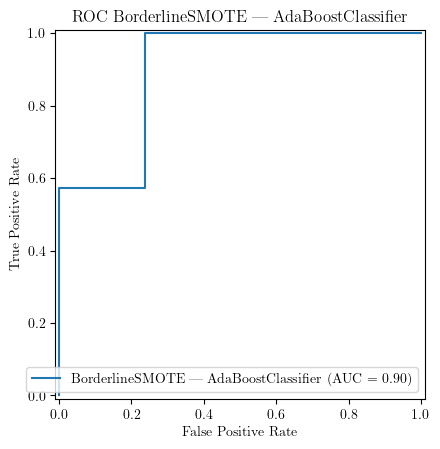 ROC BorderlineSMOTE — AdaBoostClassifier
True Positive Rate
1.0
0.8
0.6
0.4
0.2
0.0
BorderlineSMOTE — AdaBoostClassifier (AUC = 0.90)
0.0 0.2 0.4 0.6 0.8 1.0
False Positive Rate